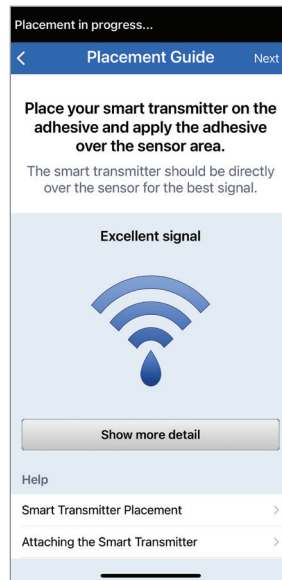 Placement in progress...
Placement Guide Next
Place your smart transmitter on the
adhesive and apply the adhesive
over the sensor area.
The smart transmitter should be directly
over the sensor for the best signal.
Excellent signal
Show more detail
Help
Smart Transmitter Placement
Attaching the Smart Transmitter